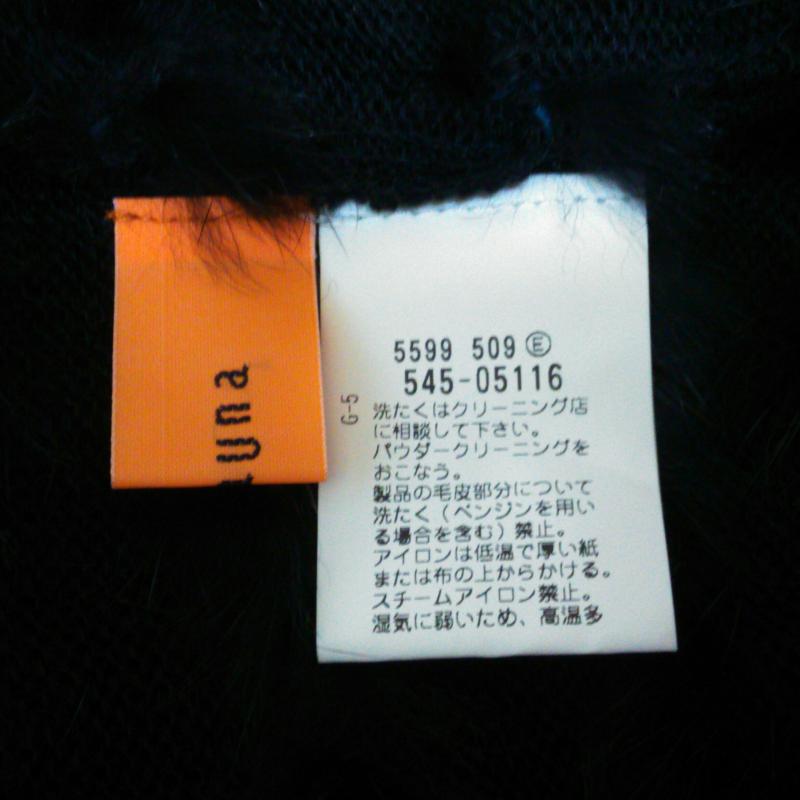 una
5599 509 Ⓔ
545-05116
G-5
洗たくはクリーニング店
に相談して下さい。
パウダークリーニングを
おこなう。
製品の毛皮部分について
洗たく(ベンジンを用い
る場合を含む)禁止。
アイロンは低温で厚い紙
または布の上からかける。
スチームアイロン禁止。
湿気に弱いため、高温多